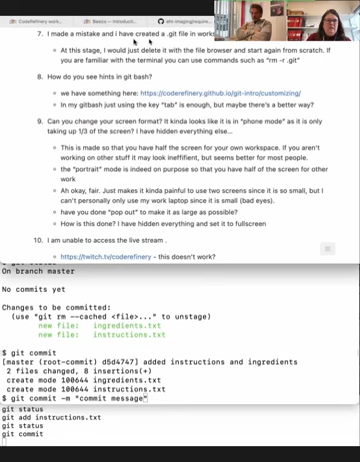 CodeRefinery work...
Basics — Introducti...
7. I made a mistake and i have created a .git file in work
At this stage, I would just delete it with the file browser and start again from scratch. If
you are familiar with the terminal you can use commands such as "rm -r .git"
8. How do you see hints in git bash?
we have something here: https://coderefinery.github.io/git-intro/customizing/
In my gitbash just using the key "tab" is enough, but maybe there's a better way?
9. Can you your screen format? It kinda looks like it is in "phone mode" as it is only
taking up 1/3 of the screen? I have hidden everything else...
This is made so that you have half the screen for your own workspace. If you aren't
working on other stuff it may look ineffifient, but seems better for most people.
the "portrait" mode is indeed on purpose so that you have half the screen for other
work
Ah okay, fair. Just makes it kinda painful to use two screens since it is so small, but I
can't personally only use my work laptop since it is small (bad eyes).
have you done "pop out" to make it as large as possible?
How is this done? I have hidden everything and set it to fullscreen
10. I am unable to access the live stream .
https://twitch.tv/coderefinery - this doesn't work?
$ git status
On branch master
No commits yet
Changes to be committed:
(use "git rm --cached <file>..." to unstage)
new file: ingredients.txt
new file: instructions.txt
$ git commit
[master (root-commit) d5d4747] added instructions and ingredients
2 files changed, 8 insertions(+)
create mode 100644 ingredients.txt
create mode 100644 instructions.txt
$ git commit -m "commit message"
git status
git add instructions.txt
git status
git commit